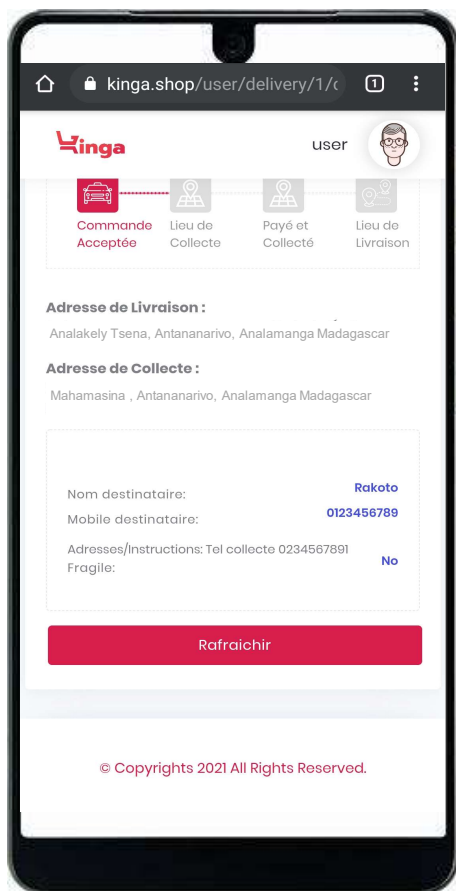 kinga.shop/user/delivery/1/
1
Kinga
user
Commande Acceptée
Lieu de Collecte
Payé et Collecté
Lieu de Livraison
Adresse de Livraison :
Analakely Tsena, Antananarivo, Analamanga Madagascar
Adresse de Collecte :
Mahamasina , Antananarivo, Analamanga Madagascar
Nom destinataire: Rakoto
Mobile destinataire: 0123456789
Adresses/Instructions: Tel collecte 0234567891
Fragile: No
Rafraichir
© Copyrights 2021 All Rights Reserved.